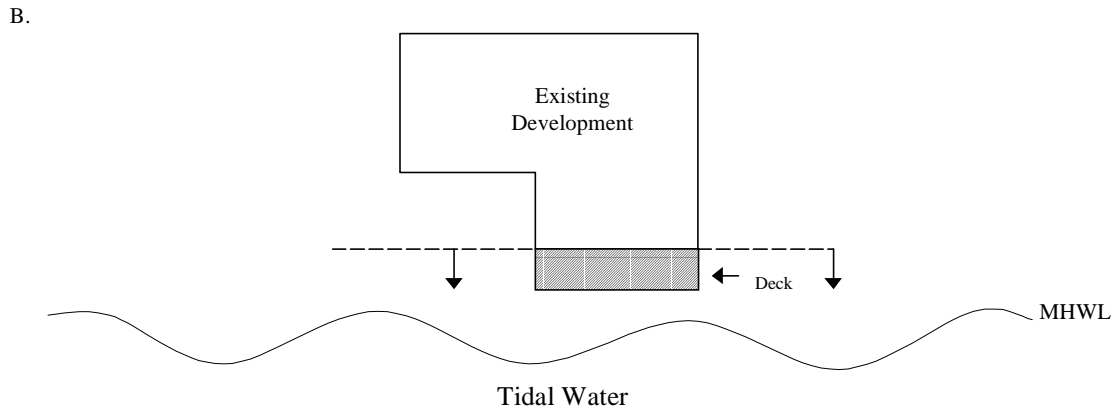 B.
Existing
Development
Deck
MHWL
Tidal Water